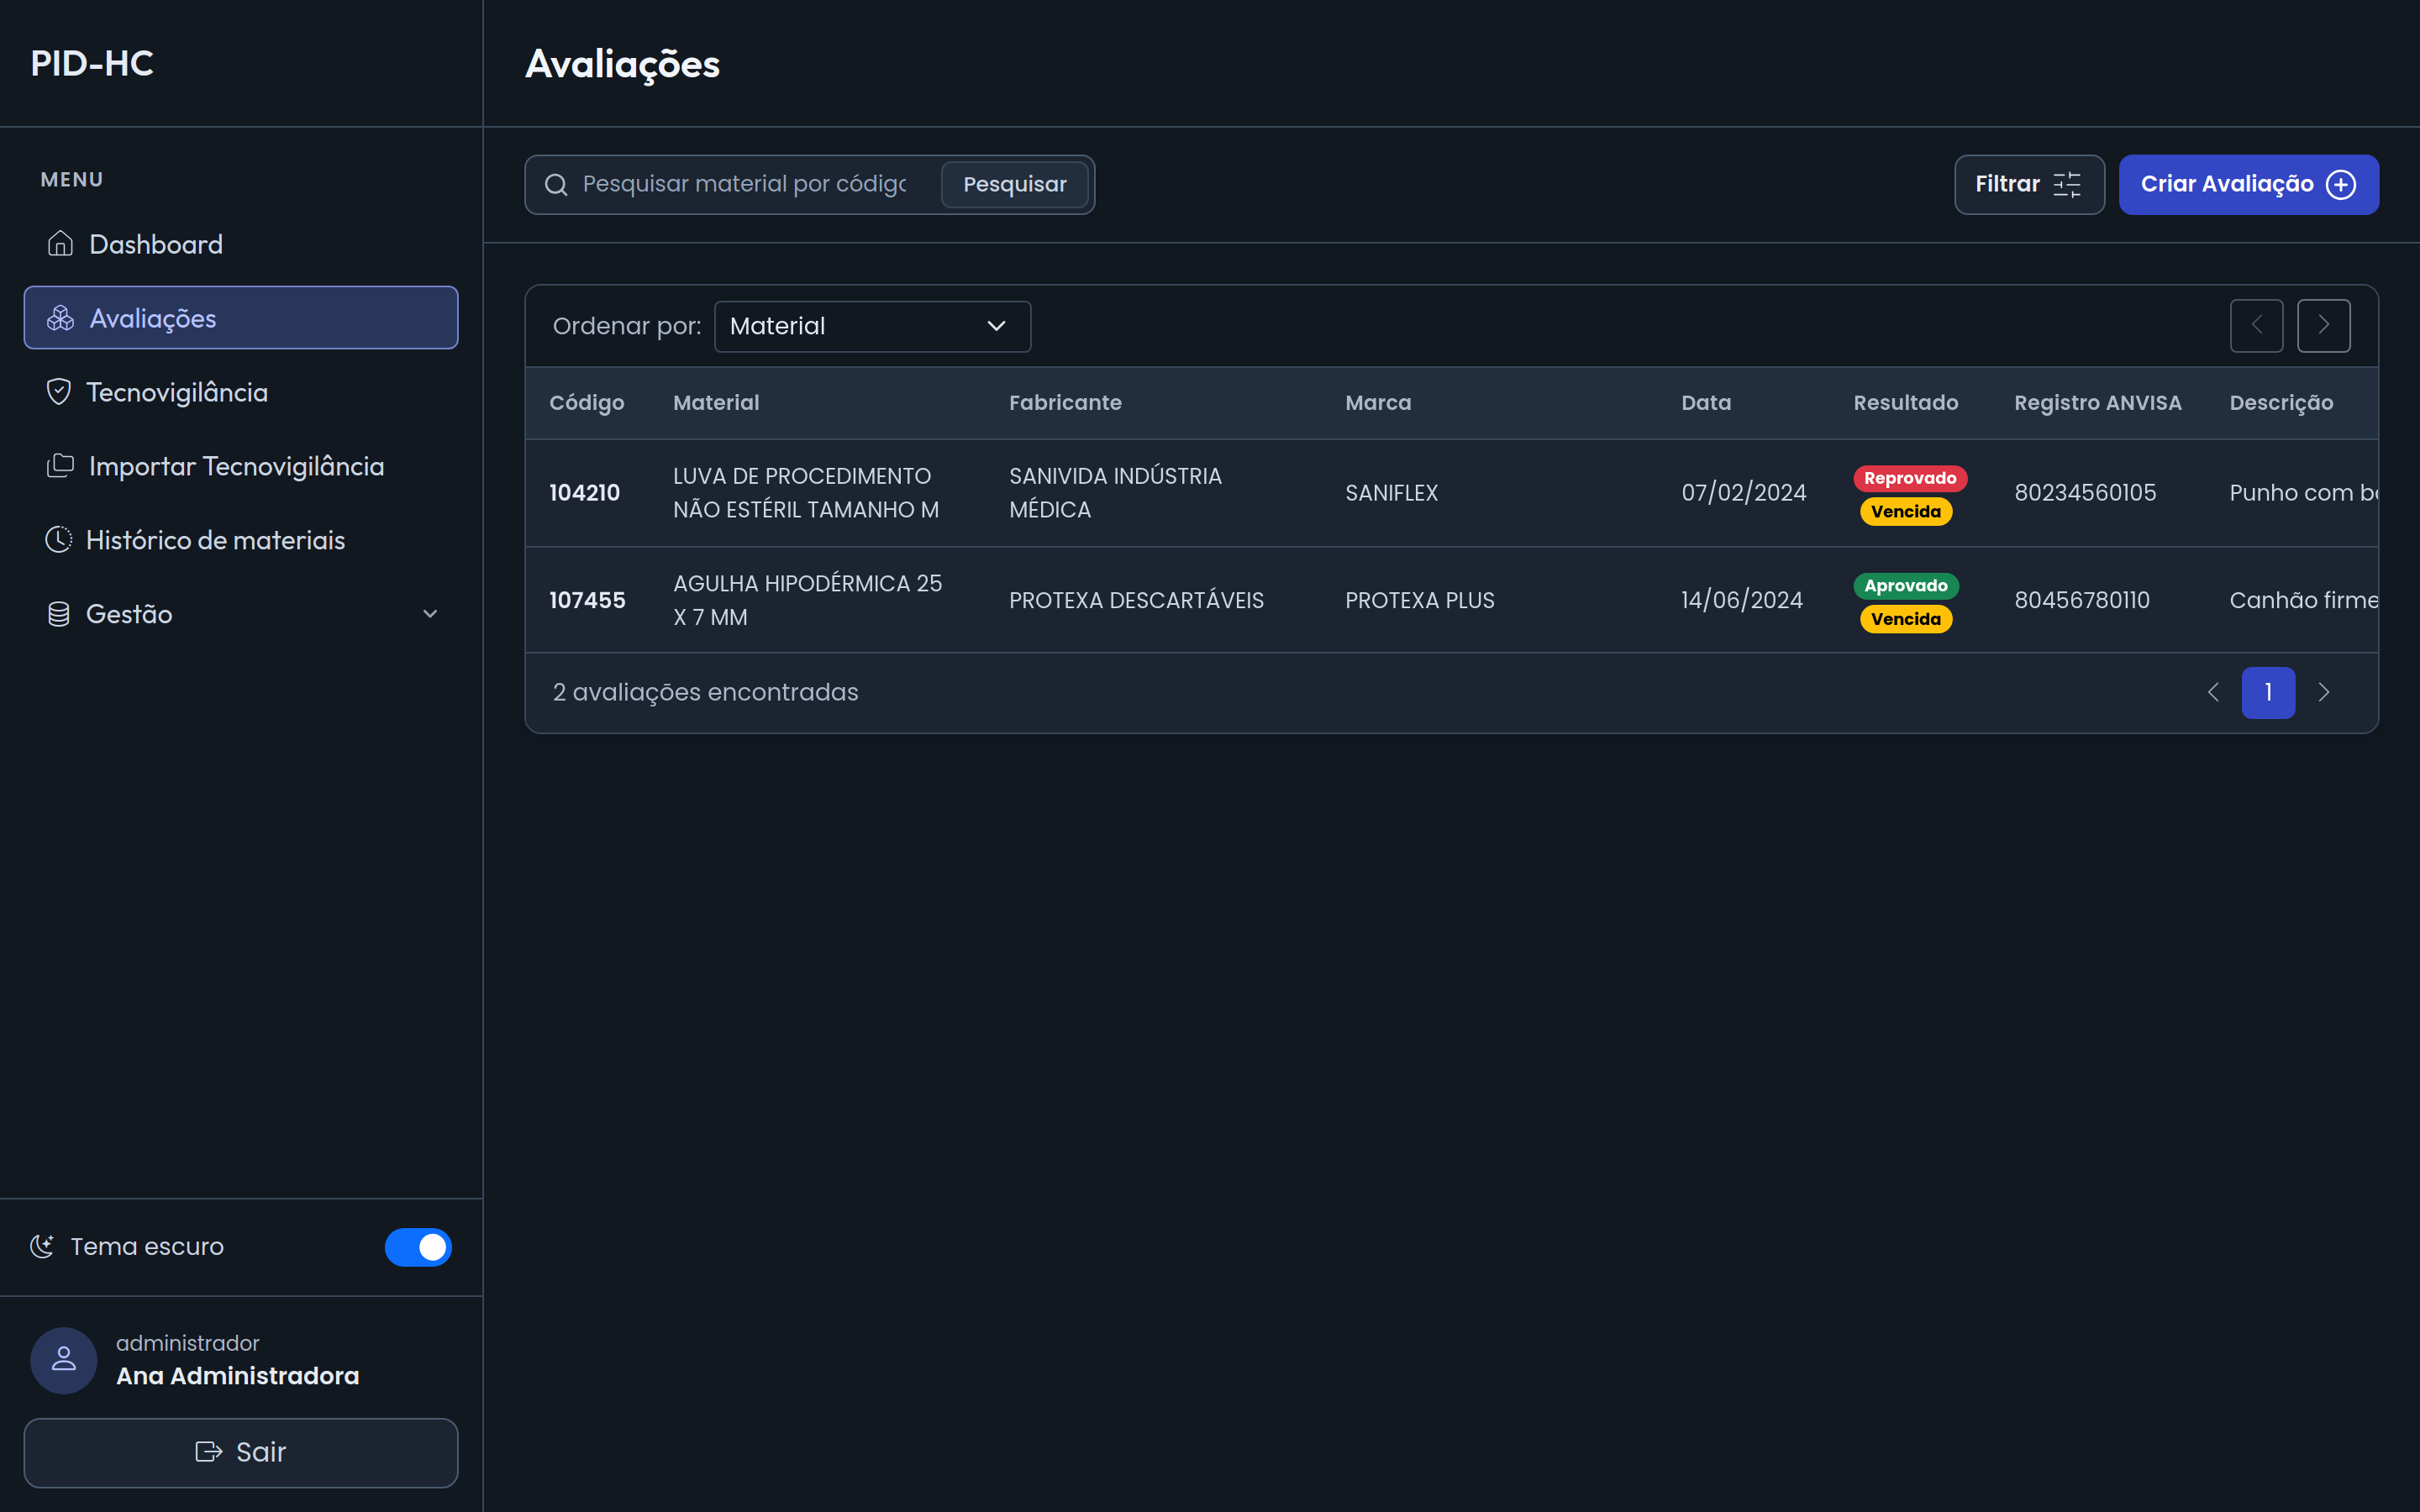 PID-HC
Avaliações
MENU
Dashboard
Avaliações
Tecnovigilância
Importar Tecnovigilância
Histórico de materiais
Gestão
Tema escuro
administrador
Ana Administradora
Sair
Pesquisar material por código
Pesquisar
Filtrar
Criar Avaliação
Ordenar por: Material
Código Material Fabricante Marca Data Resultado Registro ANVISA Descrição
104210 LUVA DE PROCEDIMENTO NÃO ESTÉRIL TAMANHO M SANIVIDA INDÚSTRIA MÉDICA SANIFLEX 07/02/2024 Reprovado Vencida 80234560105 Punho com
107455 AGULHA HIPODÉRMICA 25 X 7 MM PROTEXA DESCARTÁVEIS PROTEXA PLUS 14/06/2024 Aprovado Vencida 80456780110 Canhão firme
2 avaliações encontradas
1